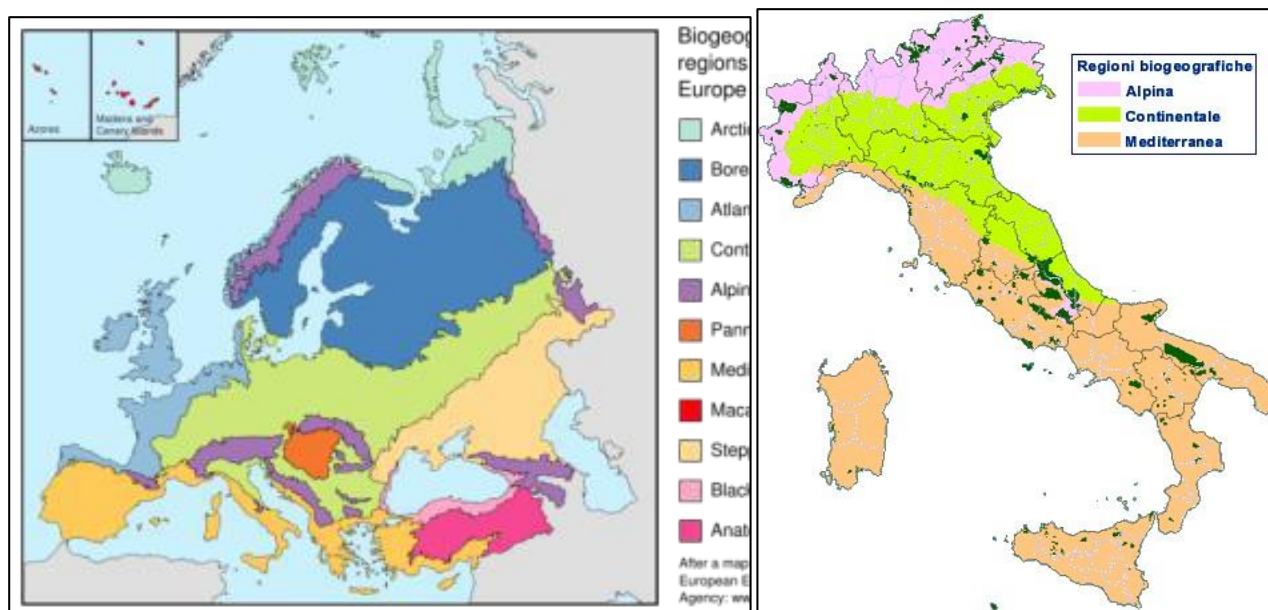 Azores
Madeira and
Canary Islands
Biogeog
regions
Europe
Arctic
Bore
Atlan
Cont
Alpin
Pann
Medi
Maca
Step
Black
Anat
After a map
European E
Agency: ww
Regioni biogeografiche
Alpina
Continentale
Mediterranea